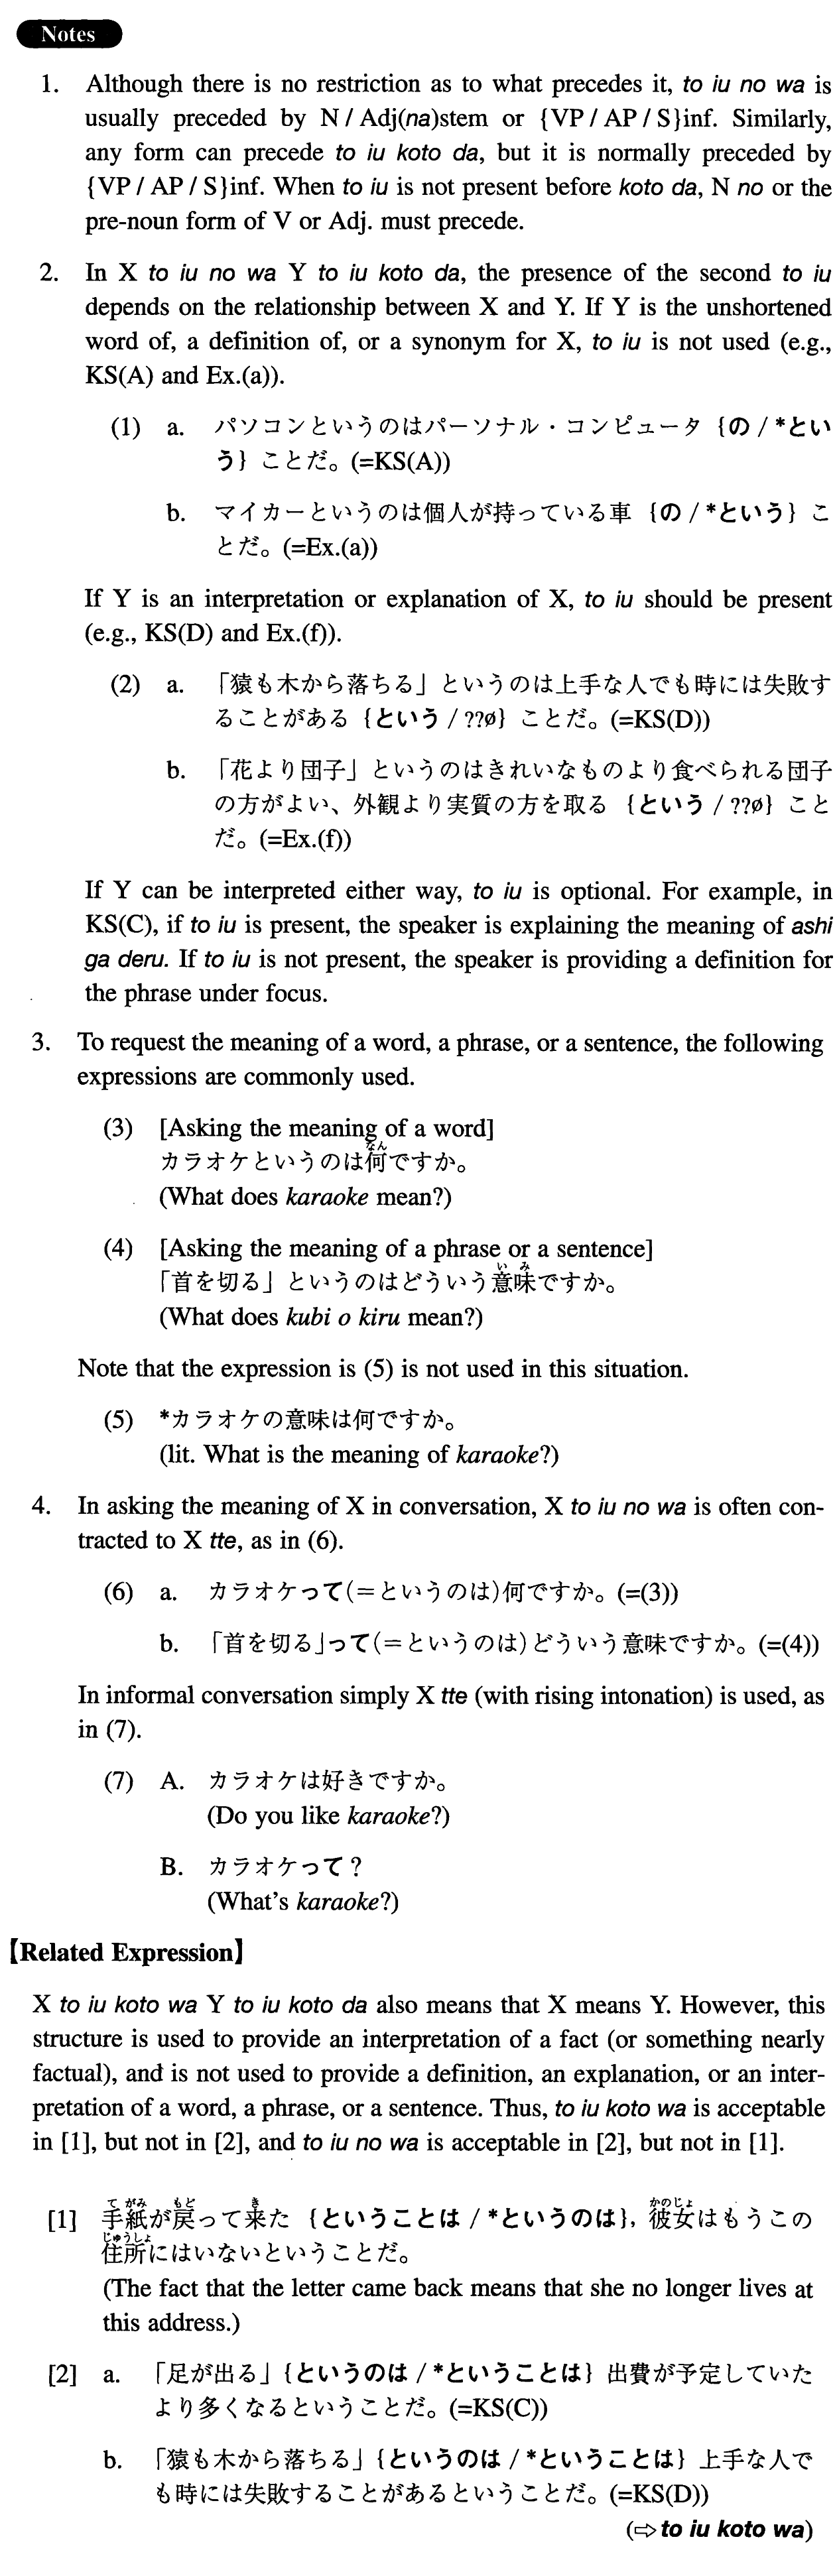 Notes
1. Although there is no restriction as to what precedes it, to iu no wa is
usually preceded by N / Adj(na)stem or {VP / AP / S}inf. Similarly,
any form can precede to iu koto da, but it is normally preceded by
{VP / AP / S}inf. When to iu is not present before koto da, N no or the
pre-noun form of V or Adj. must precede.
2. In X to iu no wa Y to iu koto da, the presence of the second to iu
depends on the relationship between X and Y. If Y is the unshortened
word of, a definition of, or a synonym for X, to iu is not used (e.g.,
KS(A) and Ex.(a)).
(1) a. パソコンというのはパーソナル・コンピュータ {の / *とい
う} ことだ。(=KS(A))
b. マイカーというのは個人が持っている車 {の / *という} こ
とだ。(=Ex.(a))
If Y is an interpretation or explanation of X, to iu should be present
(e.g., KS(D) and Ex.(f)).
(2) a. 「猿も木から落ちる」というのは上手な人でも時には失敗す
ることがある {という / ??ø} ことだ。(=KS(D))
b. 「花より団子」というのはきれいなものより食べられる団子
の方がよい、外観より実質の方を取る {という / ??ø} こと
だ。(=Ex.(f))
If Y can be interpreted either way, to iu is optional. For example, in
KS(C), if to iu is present, the speaker is explaining the meaning of ashi
ga deru. If to iu is not present, the speaker is providing a definition for
the phrase under focus.
3. To request the meaning of a word, a phrase, or a sentence, the following
expressions are commonly used.
(3) [Asking the meaning of a word]
なん
カラオケというのは何ですか。
(What does karaoke mean?)
(4) [Asking the meaning of a phrase or a sentence]
いみ
「首を切る」というのはどういう意味ですか。
(What does kubi o kiru mean?)
Note that the expression is (5) is not used in this situation.
(5) *カラオケの意味は何ですか。
(lit. What is the meaning of karaoke?)
4. In asking the meaning of X in conversation, X to iu no wa is often con-
tracted to X tte, as in (6).
(6) a. カラオケって(=というのは)何ですか。(=(3))
b. 「首を切る」って(=というのは)どういう意味ですか。(=(4))
In informal conversation simply X tte (with rising intonation) is used, as
in (7).
(7) A. カラオケは好きですか。
(Do you like karaoke?)
B. カラオケって?
(What's karaoke?)
【Related Expression】
X to iu koto wa Y to iu koto da also means that X means Y. However, this
structure is used to provide an interpretation of a fact (or something nearly
factual), and is not used to provide a definition, an explanation, or an inter-
pretation of a word, a phrase, or a sentence. Thus, to iu koto wa is acceptable
in [1], but not in [2], and to iu no wa is acceptable in [2], but not in [1].
てがみ もど き かのじょ
[1] 手紙が戻って来た {ということは / *というのは}, 彼女はもうこの
じゅうしょ
住所にはいないということだ。
(The fact that the letter came back means that she no longer lives at
this address.)
[2] a. 「足が出る」{というのは / *ということは} 出費が予定していた
より多くなるということだ。(=KS(C))
b. 「猿も木から落ちる」{というのは / *ということは} 上手な人で
も時には失敗することがあるということだ。(=KS(D))
(⇨to iu koto wa)